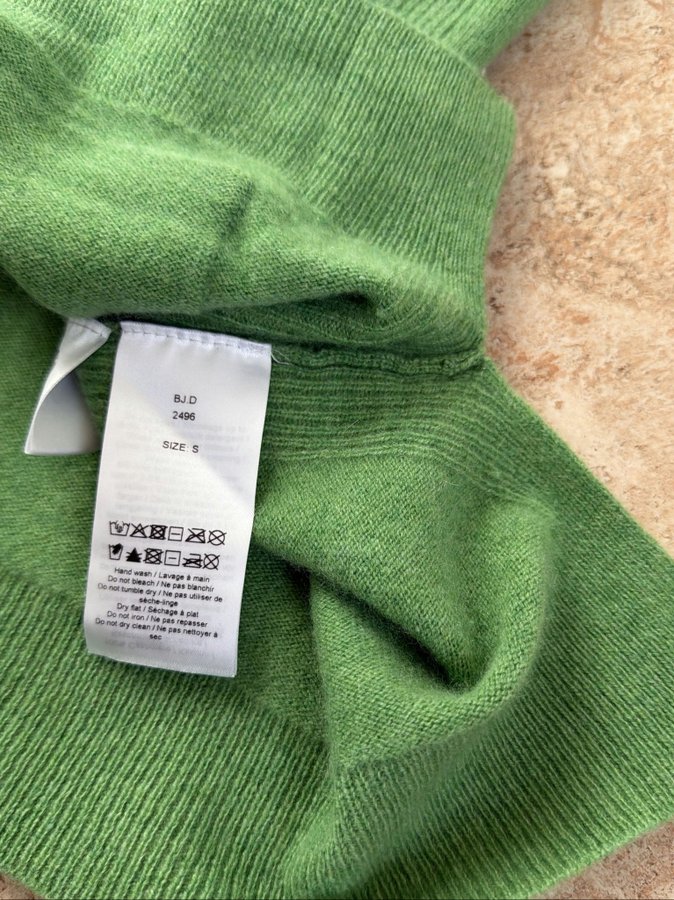 BJ.D
2496
SIZE: S
Hand wash / Lavage à main
Do not bleach / Ne pas blanchir
Do not tumble dry / Ne pas utiliser de
sèche-linge
Dry flat / Séchage à plat
Do not iron / Ne pas repasser
Do not dry clean / Ne pas nettoyer à
sec